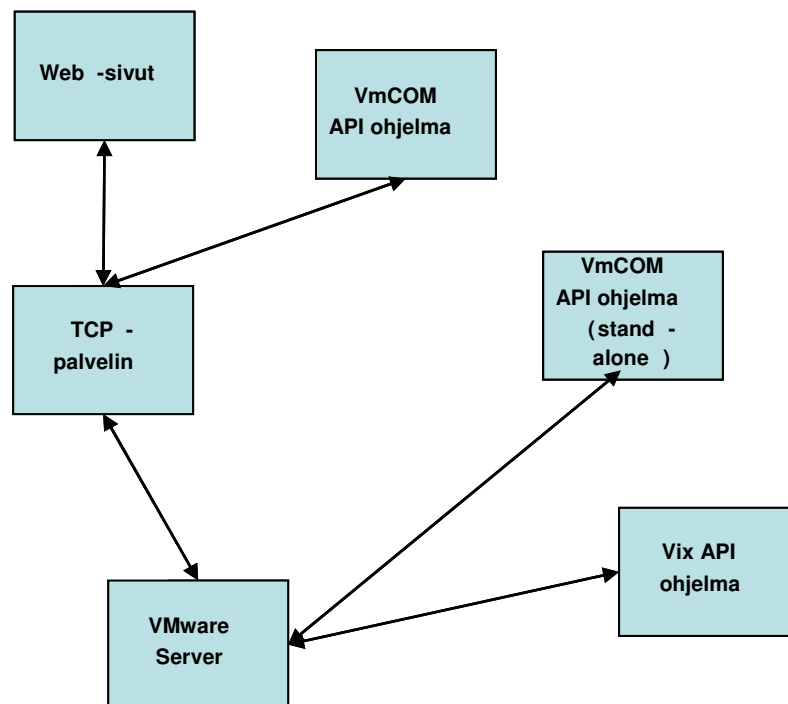 Web -sivut
VmCOM
API ohjelma
VmCOM
API ohjelma
(stand -
alone )
TCP -
palvelin
Vix API
ohjelma
VMware
Server